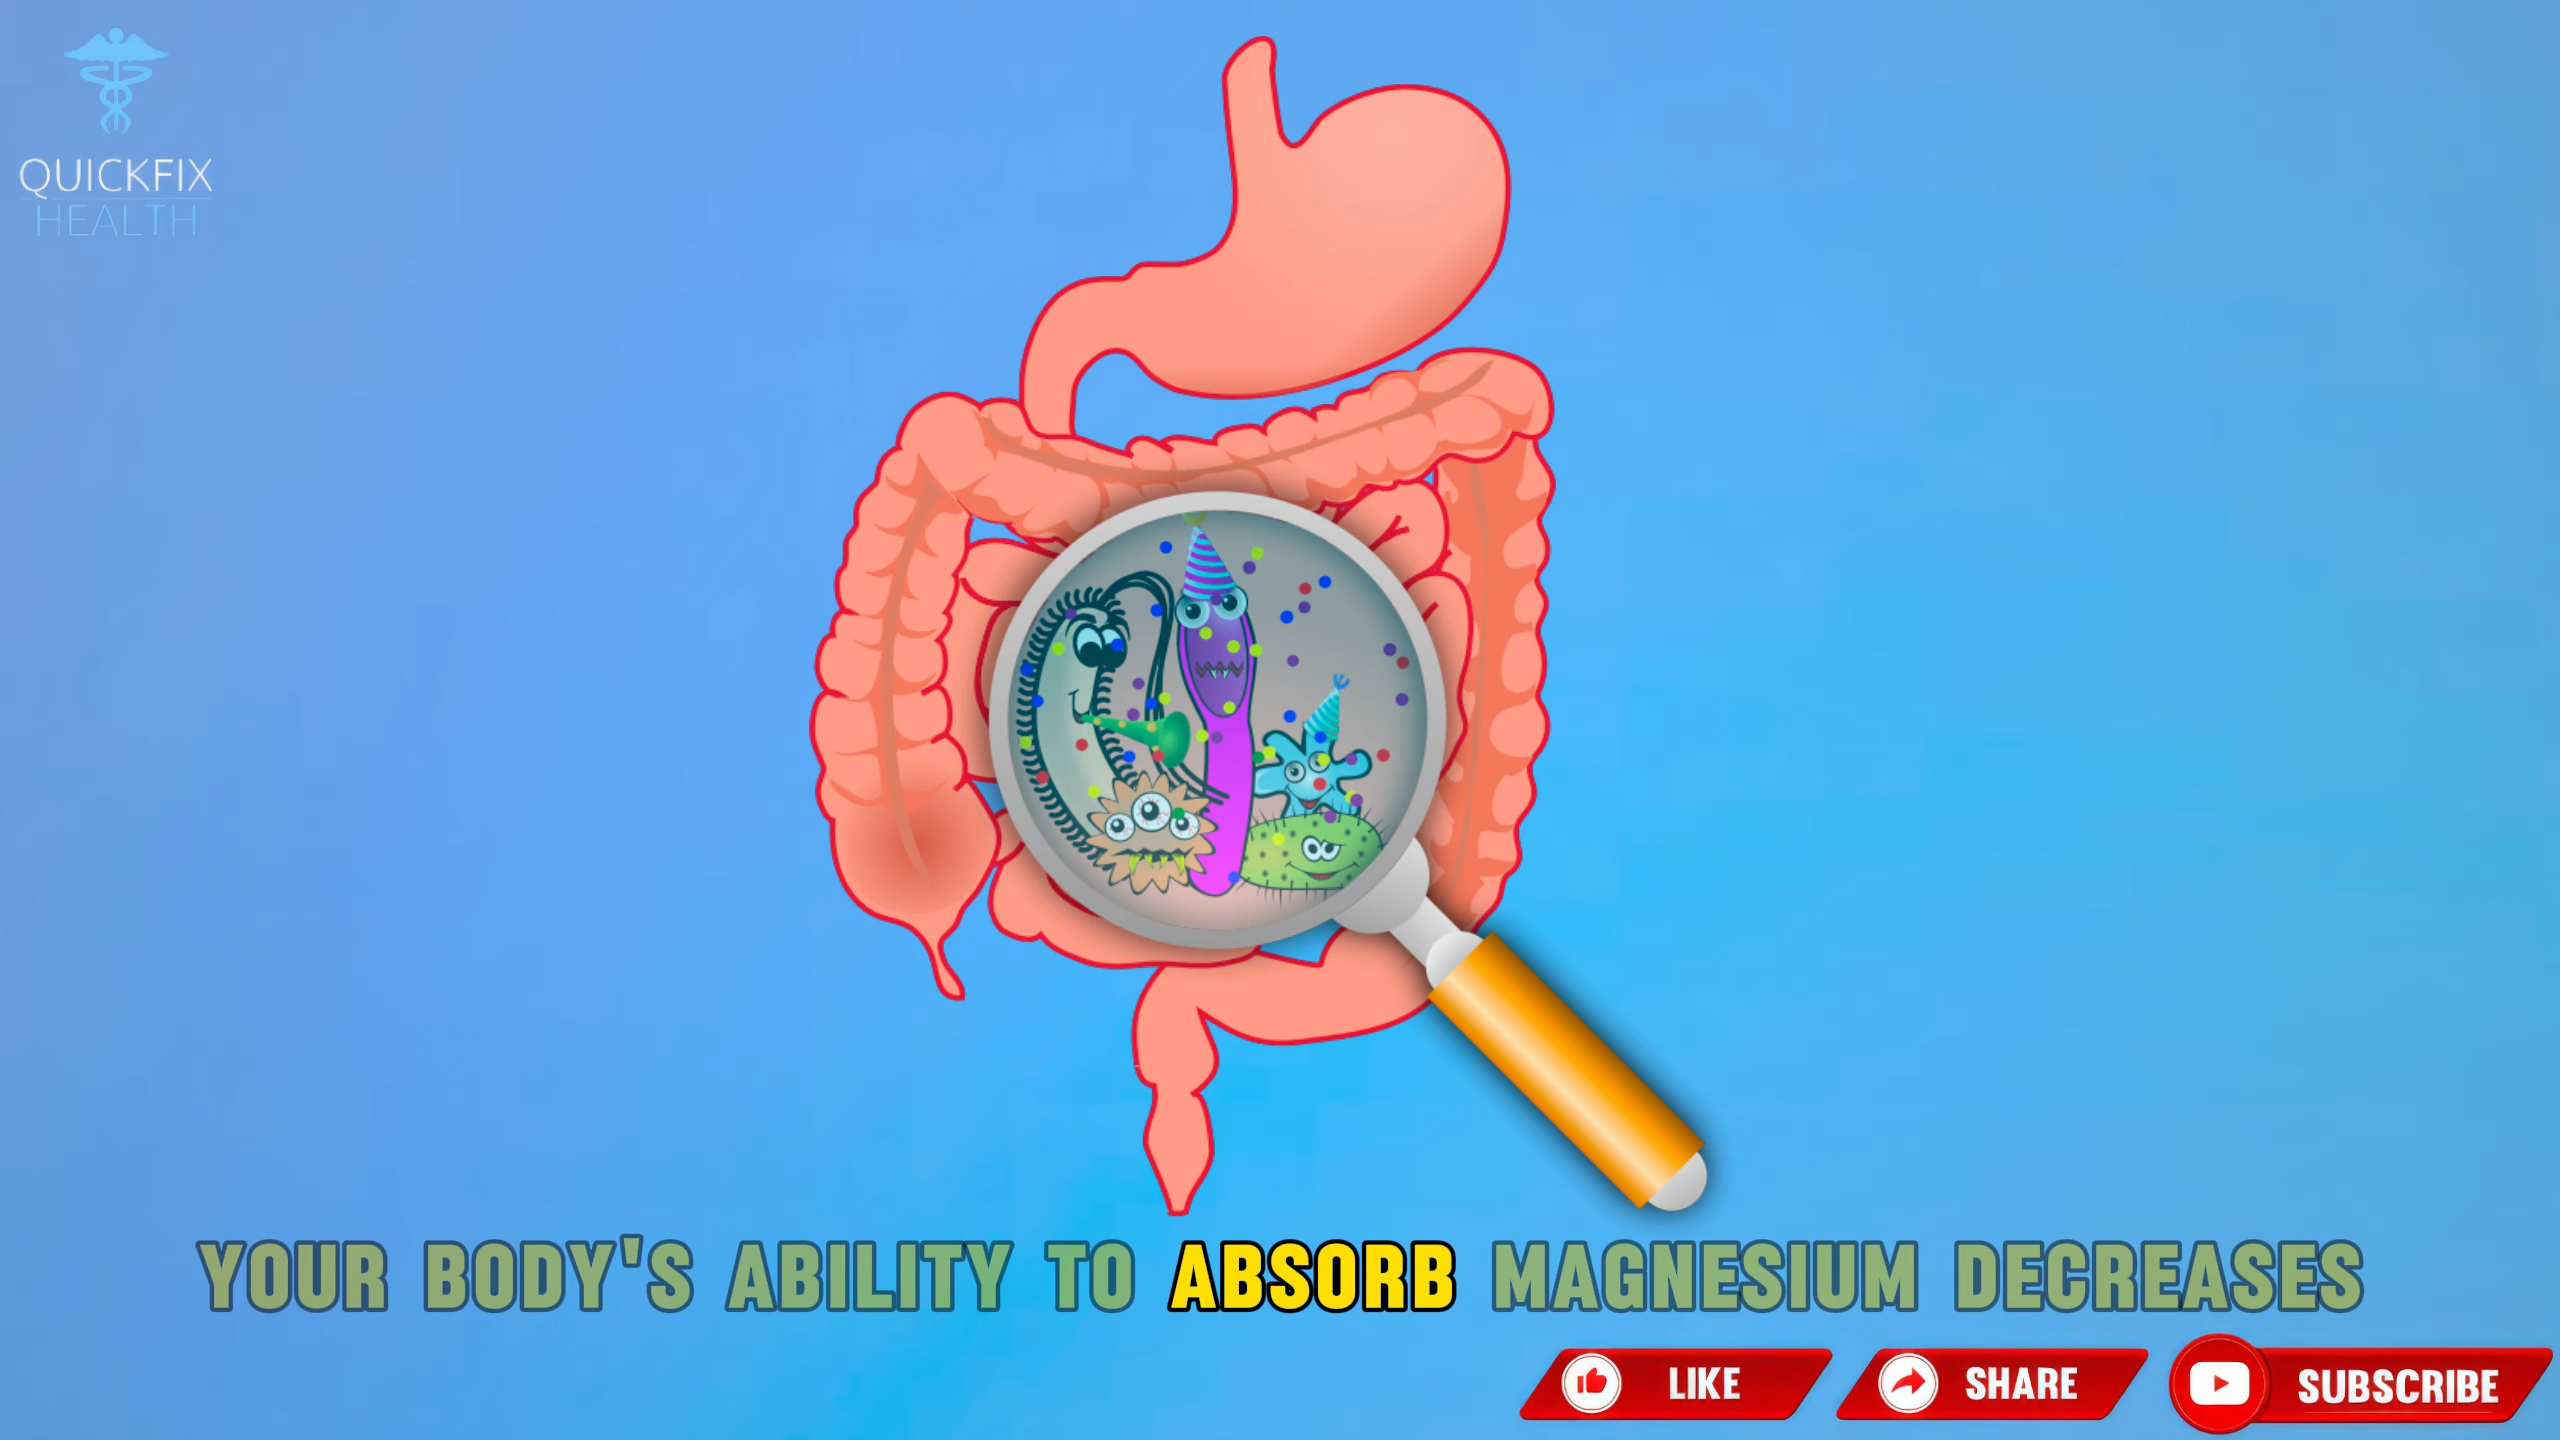 QUICKFIX
HEALTH
YOUR BODY'S ABILITY TO ABSORB MAGNESIUM DECREASES
LIKE
SHARE
SUBSCRIBE